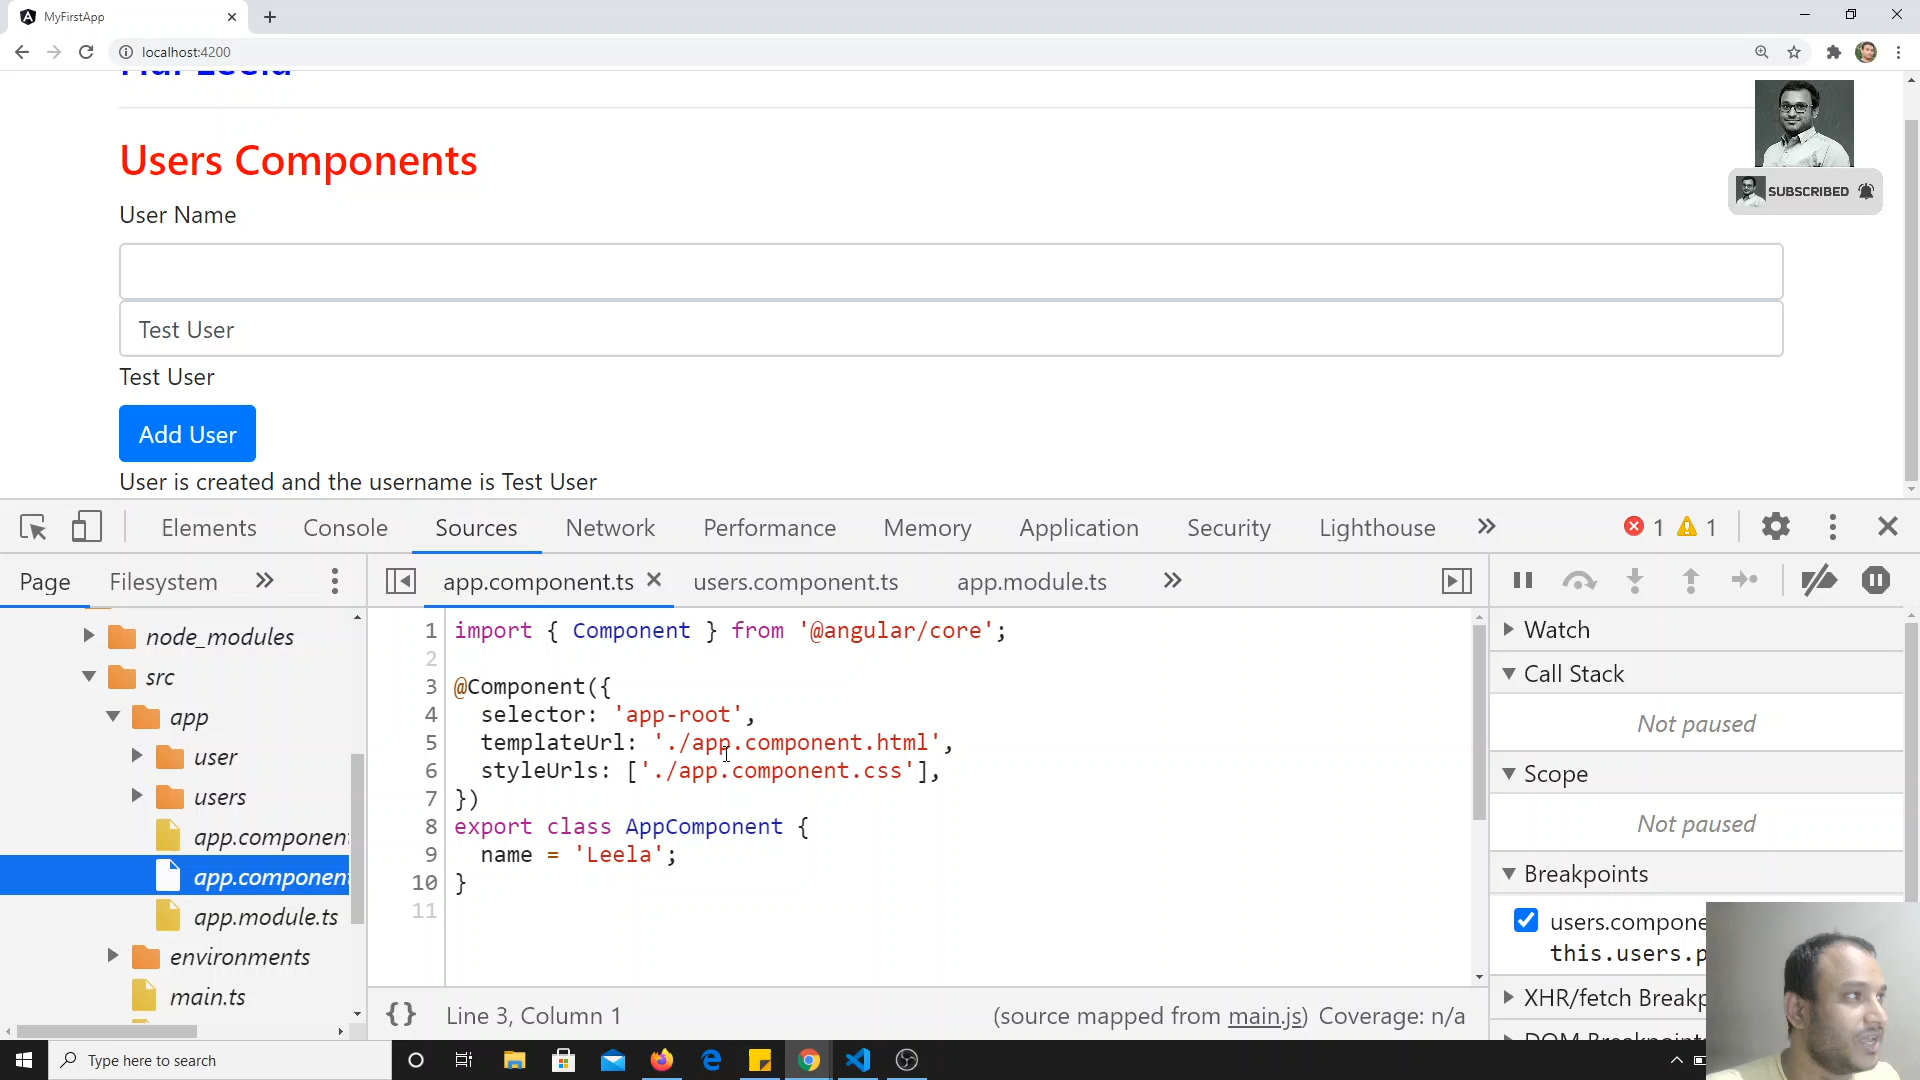 MyFirstApp
localhost:4200
Users Components
SUBSCRIBED
User Name
Test User
Test User
Add User
User is created and the username is Test User
Elements Console Sources Network Performance Memory Application Security Lighthouse » 1 1
Page Filesystem » app.component.ts users.component.ts app.module.ts »
node_modules
src
app
user
users
app.component
app.component
app.module.ts
environments
main.ts
1 import { Component } from '@angular/core';
2
3 @Component({
4 selector: 'app-root',
5 templateUrl: './app.component.html',
6 styleUrls: ['./app.component.css'],
7 })
8 export class AppComponent {
9 name = 'Leela';
10 }
11
{} Line 3, Column 1 (source mapped from main.js) Coverage: n/a
Watch
Call Stack
Not paused
Scope
Not paused
Breakpoints
users.compone
this.users.p
XHR/fetch Breakp
DOM Breakpoint
Type here to search